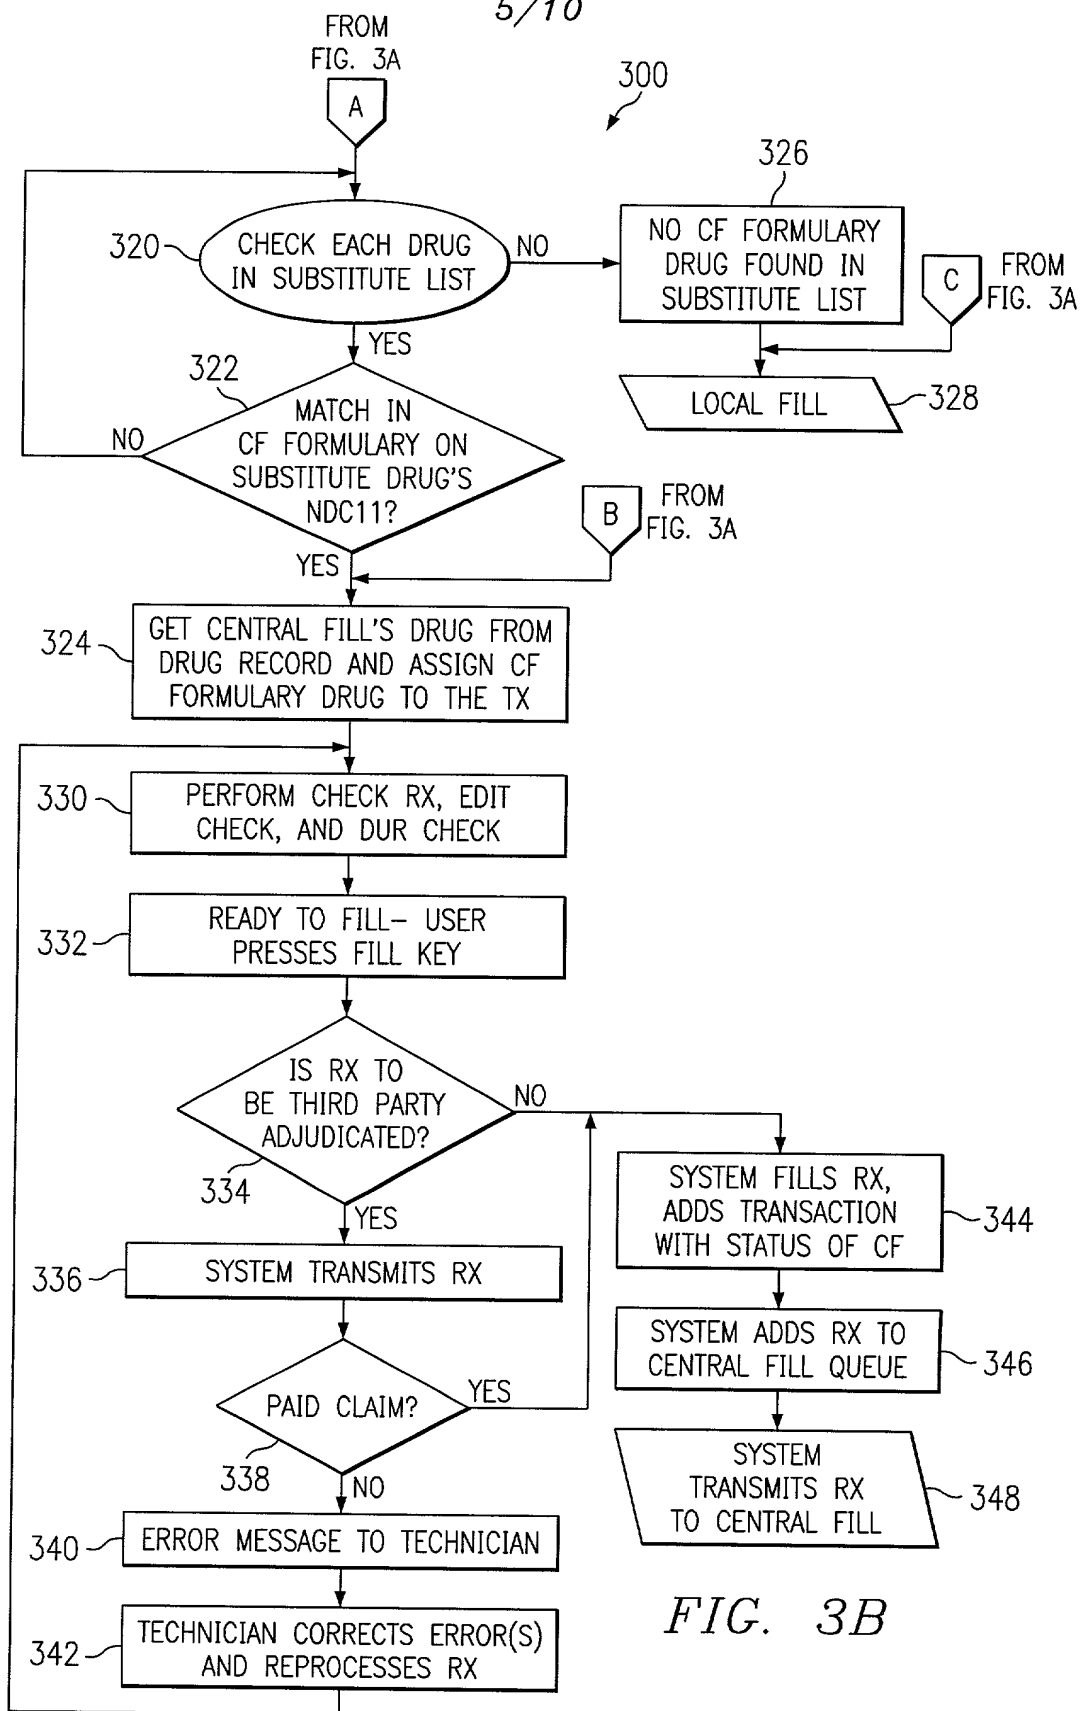 5/10
FROM
FIG. 3A
A
300
320
CHECK EACH DRUG
IN SUBSTITUTE LIST
NO
326
NO CF FORMULARY
DRUG FOUND IN
SUBSTITUTE LIST
C
FROM
FIG. 3A
YES
LOCAL FILL
328
322
MATCH IN
CF FORMULARY ON
SUBSTITUTE DRUG'S
NDC11?
NO
B
FROM
FIG. 3A
YES
324
GET CENTRAL FILL'S DRUG FROM
DRUG RECORD AND ASSIGN CF
FORMULARY DRUG TO THE TX
330
PERFORM CHECK RX, EDIT
CHECK, AND DUR CHECK
332
READY TO FILL- USER
PRESSES FILL KEY
IS RX TO
BE THIRD PARTY
ADJUDICATED?
NO
334
YES
336
SYSTEM TRANSMITS RX
PAID CLAIM?
YES
338
NO
340
ERROR MESSAGE TO TECHNICIAN
342
TECHNICIAN CORRECTS ERROR(S)
AND REPROCESSES RX
SYSTEM FILLS RX,
ADDS TRANSACTION
WITH STATUS OF CF
344
SYSTEM ADDS RX TO
CENTRAL FILL QUEUE
346
SYSTEM
TRANSMITS RX
TO CENTRAL FILL
348
FIG. 3B